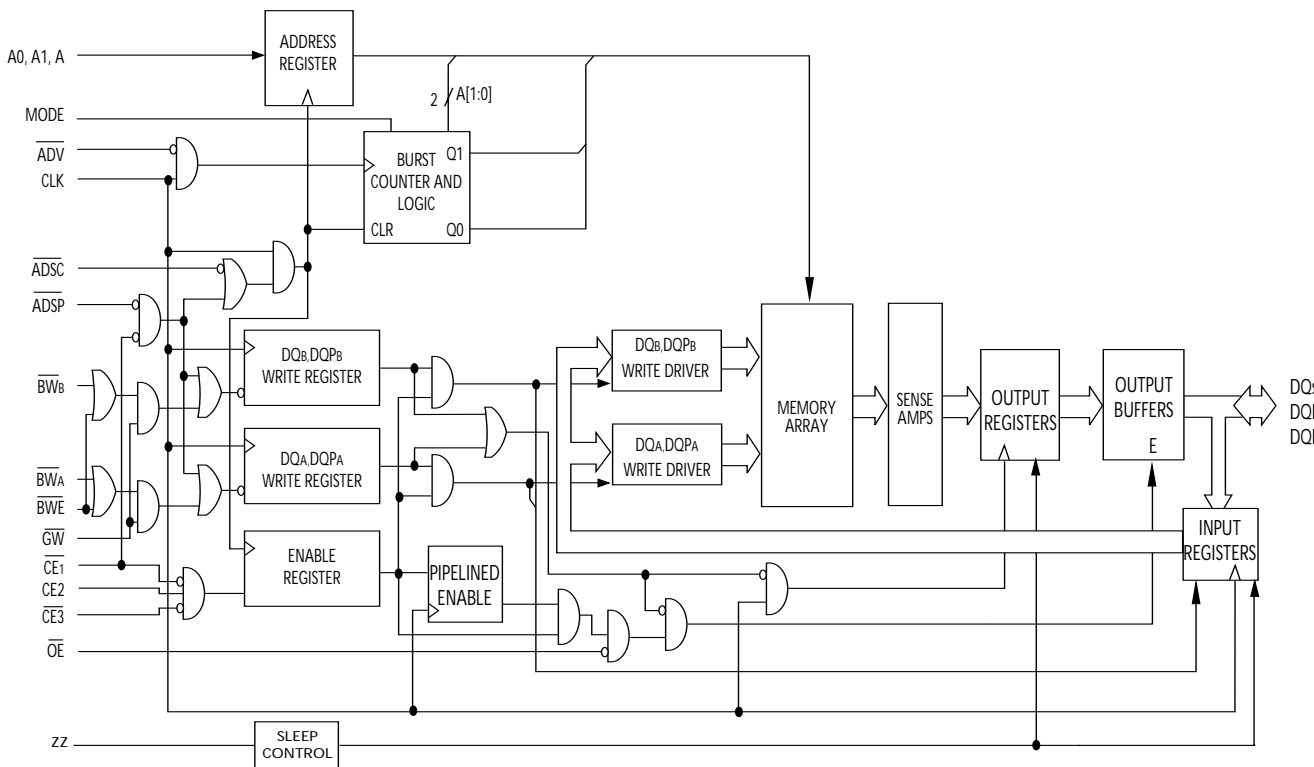 A0, A1, A
ADDRESS
REGISTER
2
A[1:0]
MODE
ADV
CLK
BURST
COUNTER AND
LOGIC
Q1
CLR
Q0
ADSC
ADSP
DQB,DQPB
WRITE REGISTER
DQB,DQPB
WRITE DRIVER
MEMORY
ARRAY
SENSE
AMPS
OUTPUT
REGISTERS
OUTPUT
BUFFERS
E
DQs
BWB
DQA,DQPA
WRITE REGISTER
DQA,DQPA
WRITE DRIVER
BWA
BWE
GW
CE1
CE2
CE3
ENABLE
REGISTER
PIPELINED
ENABLE
INPUT
REGISTERS
OE
ZZ
SLEEP
CONTROL